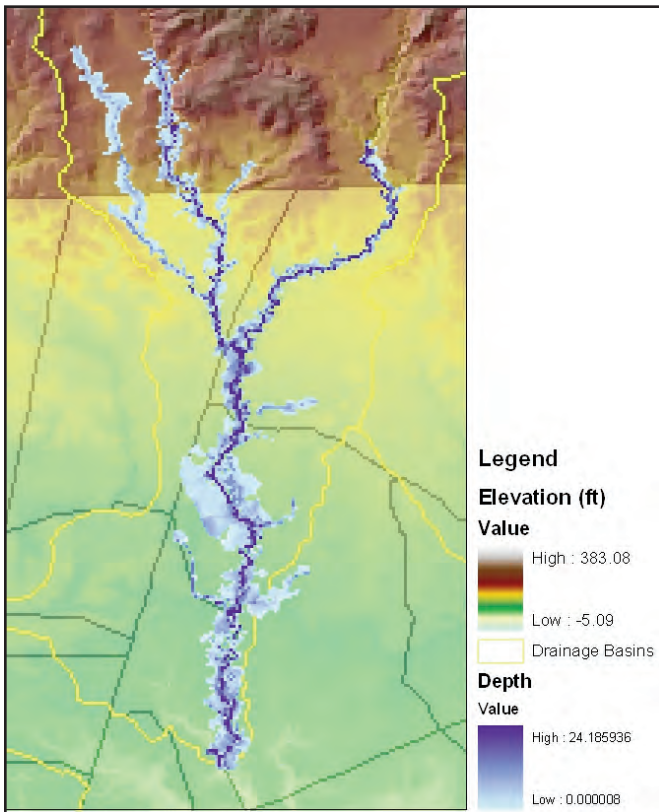 Legend
Elevation (ft)
Value
High : 383.08
Low : -5.09
Drainage Basins
Depth
Value
High : 24.185936
Low : 0.000008